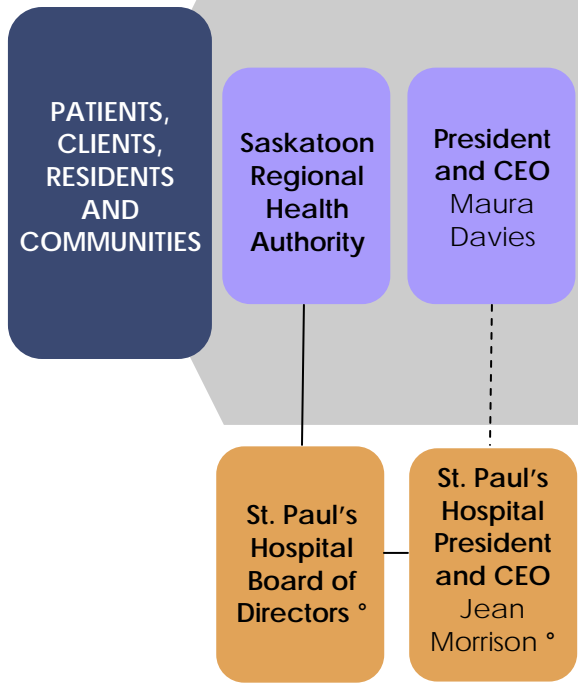 PATIENTS,
CLIENTS,
RESIDENTS
AND
COMMUNITIES
Saskatoon
Regional
Health
Authority
President
and CEO
Maura
Davies
St. Paul's
Hospital
Board of
Directors °
St. Paul's
Hospital
President
and CEO
Jean
Morrison °